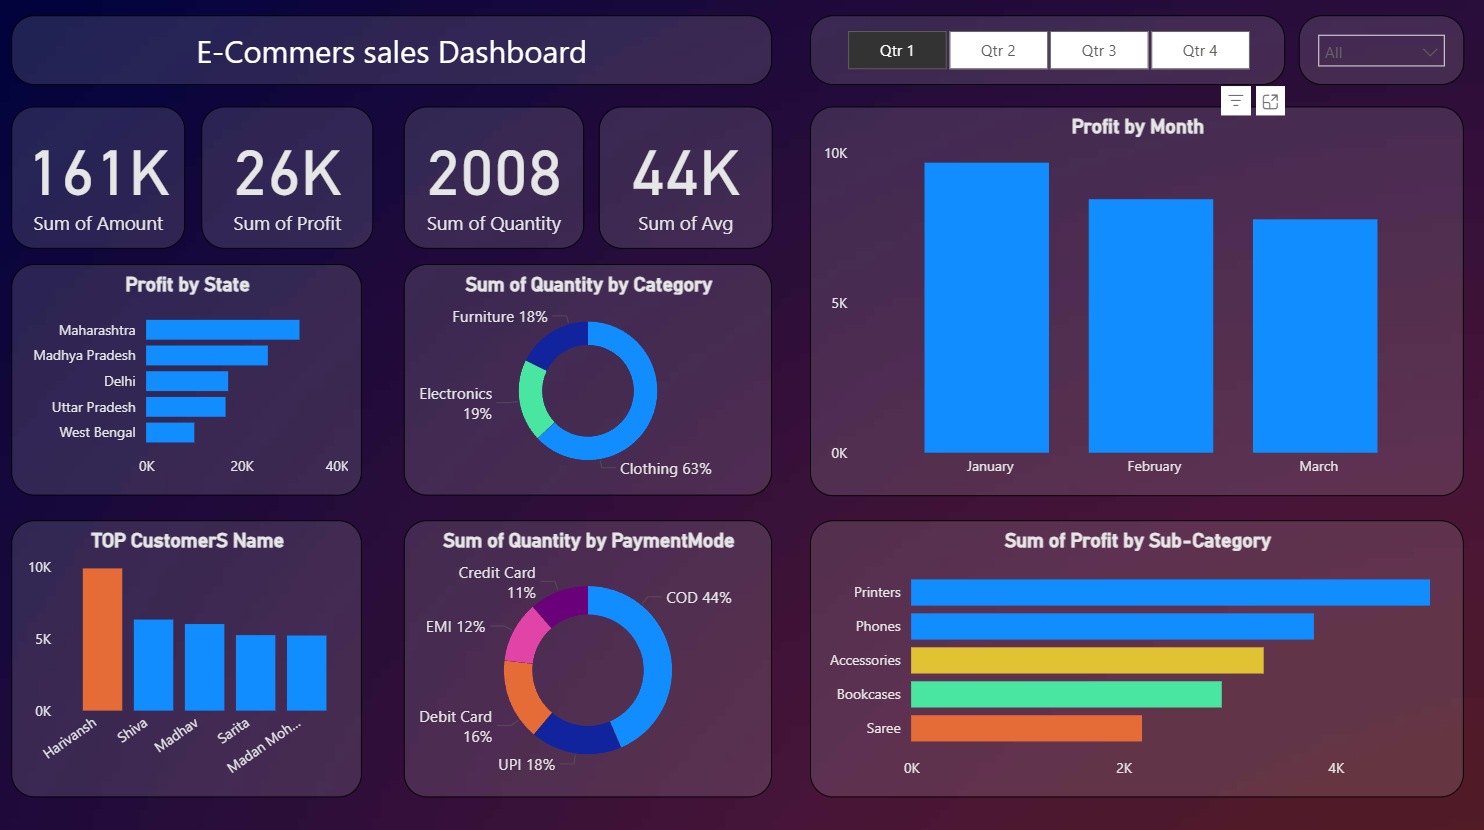 E-Commers sales Dashboard
Qtr 1
Qtr 2
Qtr 3
Qtr 4
All
161K
Sum of Amount
26K
Sum of Profit
2008
Sum of Quantity
44K
Sum of Avg
Profit by Month
10K
5K
0K
January
February
March
Profit by State
Maharashtra
Madhya Pradesh
Delhi
Uttar Pradesh
West Bengal
0K
20K
40K
Sum of Quantity by Category
Furniture 18%
Electronics
19%
Clothing 63%
TOP CustomerS Name
10K
5K
0K
Harivansh
Shiva
Madhav
Sarita
Madan Moh...
Sum of Quantity by PaymentMode
Credit Card
11%
COD 44%
EMI 12%
Debit Card
16%
UPI 18%
Sum of Profit by Sub-Category
Printers
Phones
Accessories
Bookcases
Saree
0K
2K
4K